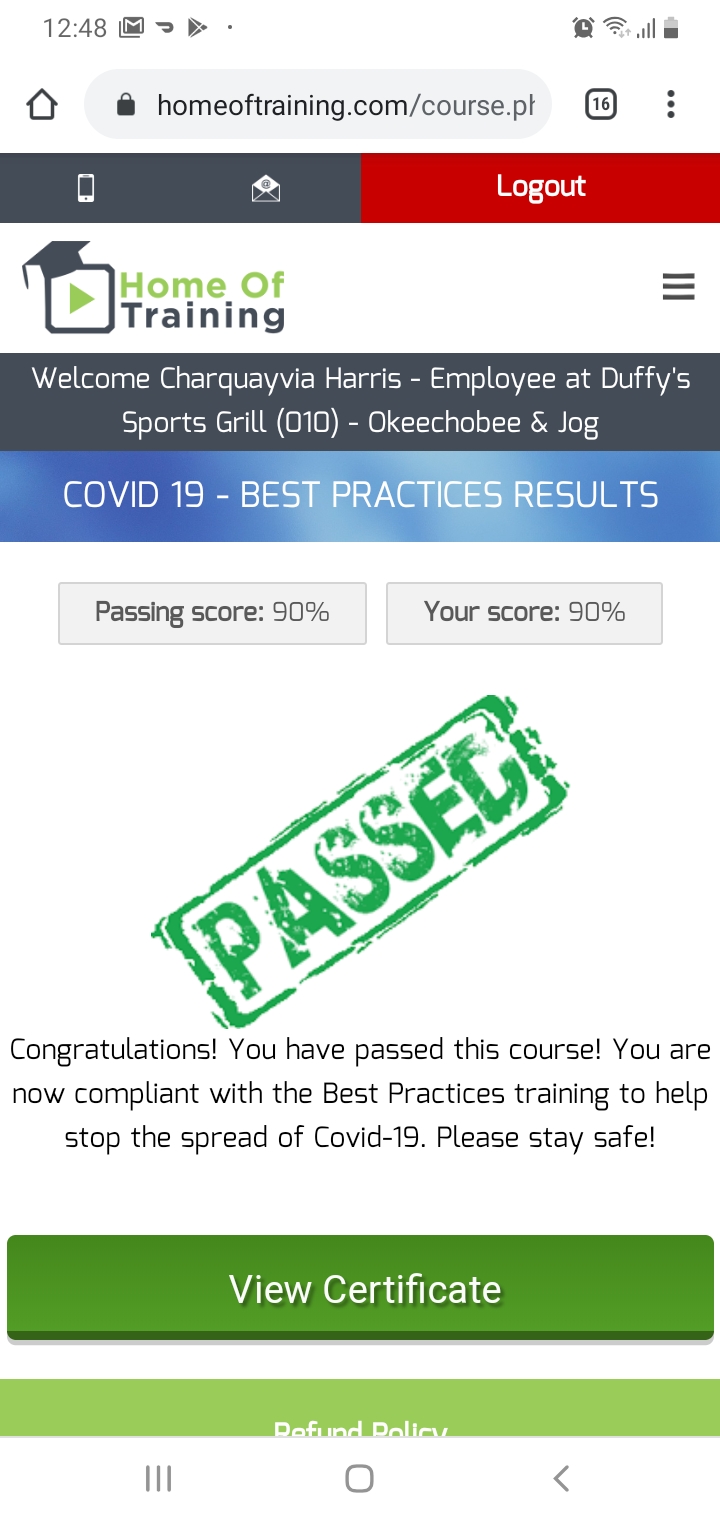 12:48
homeoftraining.com/course.ph
16
Logout
Home Of
Training
Welcome Charquayvia Harris - Employee at Duffy's
Sports Grill (010) - Okeechobee & Jog
COVID 19 - BEST PRACTICES RESULTS
Passing score: 90% Your score: 90%
PASSED
Congratulations! You have passed this course! You are
now compliant with the Best Practices training to help
stop the spread of Covid-19. Please stay safe!
View Certificate
Refund Policy